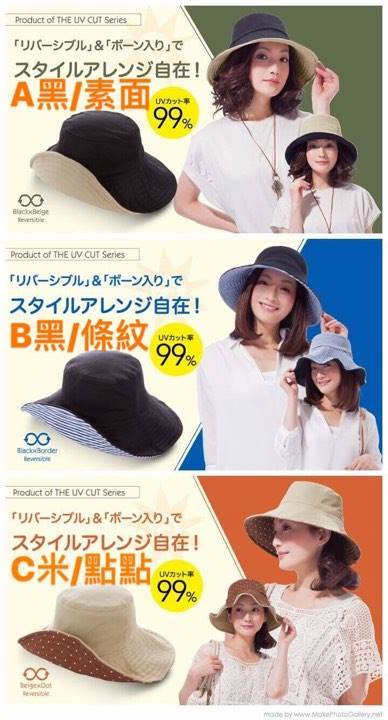 Product of THE UV CUT Series
「リバーシブル」&「ボーン入り」で
スタイルアレンジ自在!
A黑/素面
UVカット率
99%
Black×Beige
Reversible
Product of THE UV CUT Series
「リバーシブル」&「ボーン入り」で
スタイルアレンジ自在!
B黑/條紋
UVカット率
99%
Black×Border
Reversible
Product of THE UV CUT Series
「リバーシブル」&「ボーン入り」で
スタイルアレンジ自在!
C米/點點
UVカット率
99%
Beige×Dot
Reversible
made by www.MakePhotoGallery.net